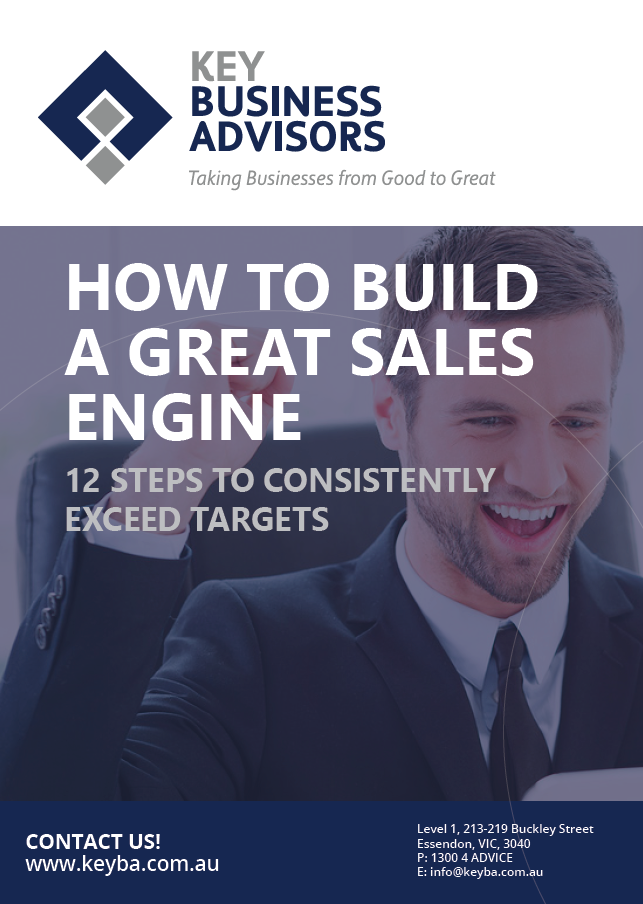 KEY
BUSINESS
ADVISORS
Taking Businesses from Good to Great
HOW TO BUILD
A GREAT SALES
ENGINE
12 STEPS TO CONSISTENTLY
EXCEED TARGETS
CONTACT US!
www.keyba.com.au
Level 1, 213-219 Buckley Street
Essendon, VIC, 3040
P: 1300 4 ADVICE
E: info@keyba.com.au